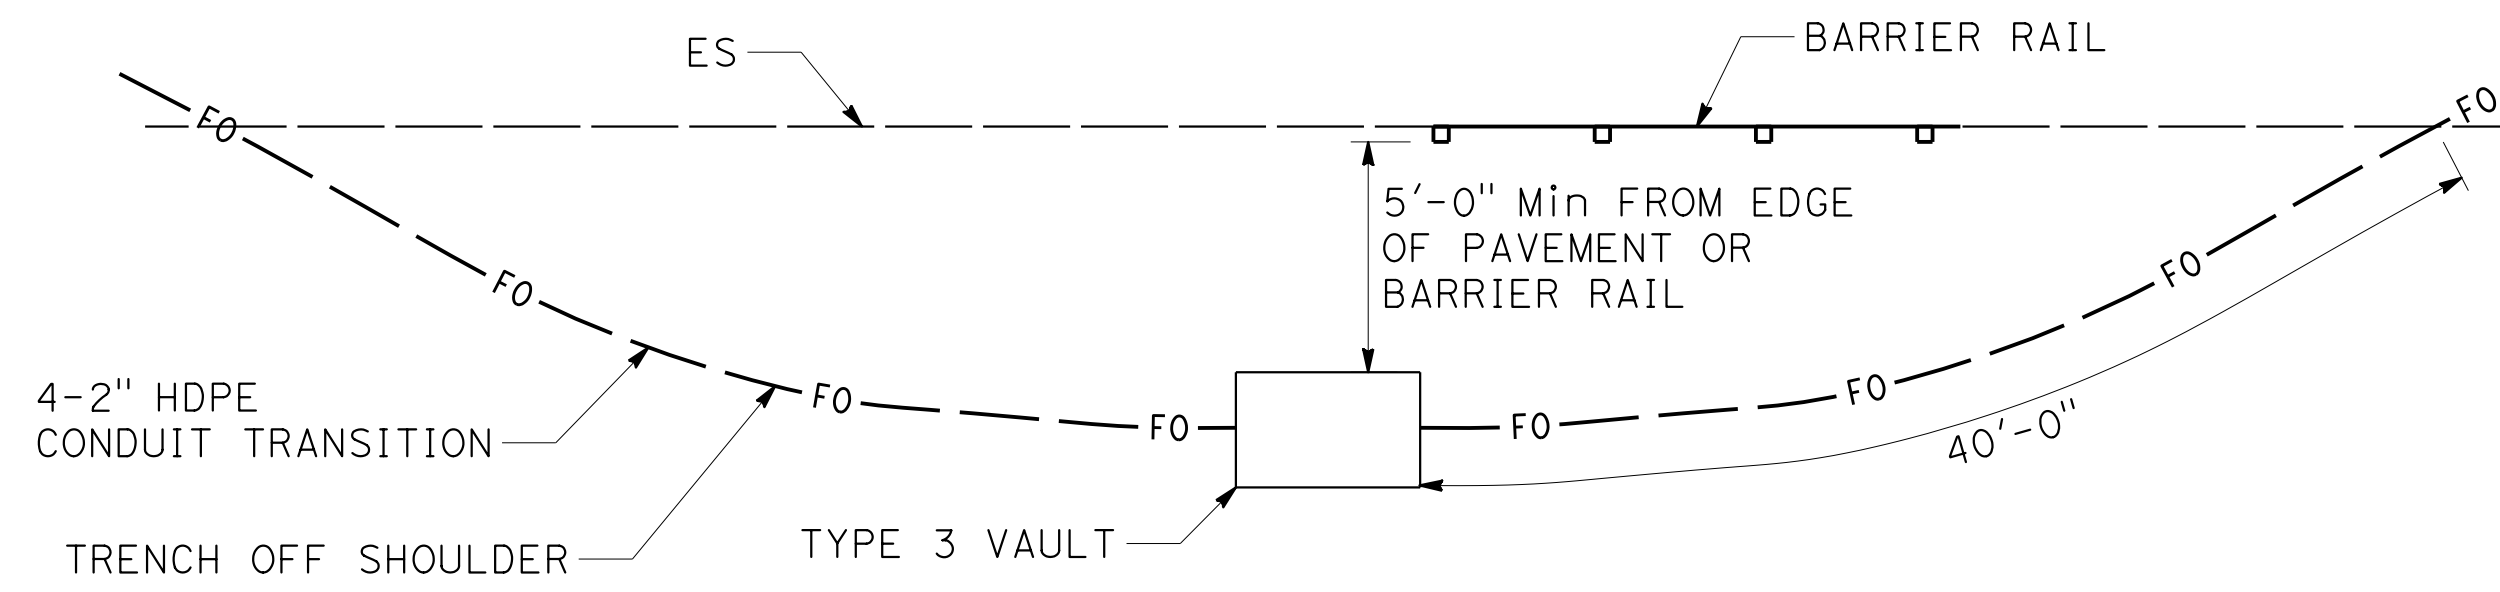 ES
BARRIER RAIL
FO
FO
5'-0" Min FROM EDGE
OF PAVEMENT OR
BARRIER RAIL
FO
FO
4-2" HDPE
CONDUIT TRANSITION
FO
FO
FO
FO
40'-0"
TYPE 3 VAULT
TRENCH OFF SHOULDER